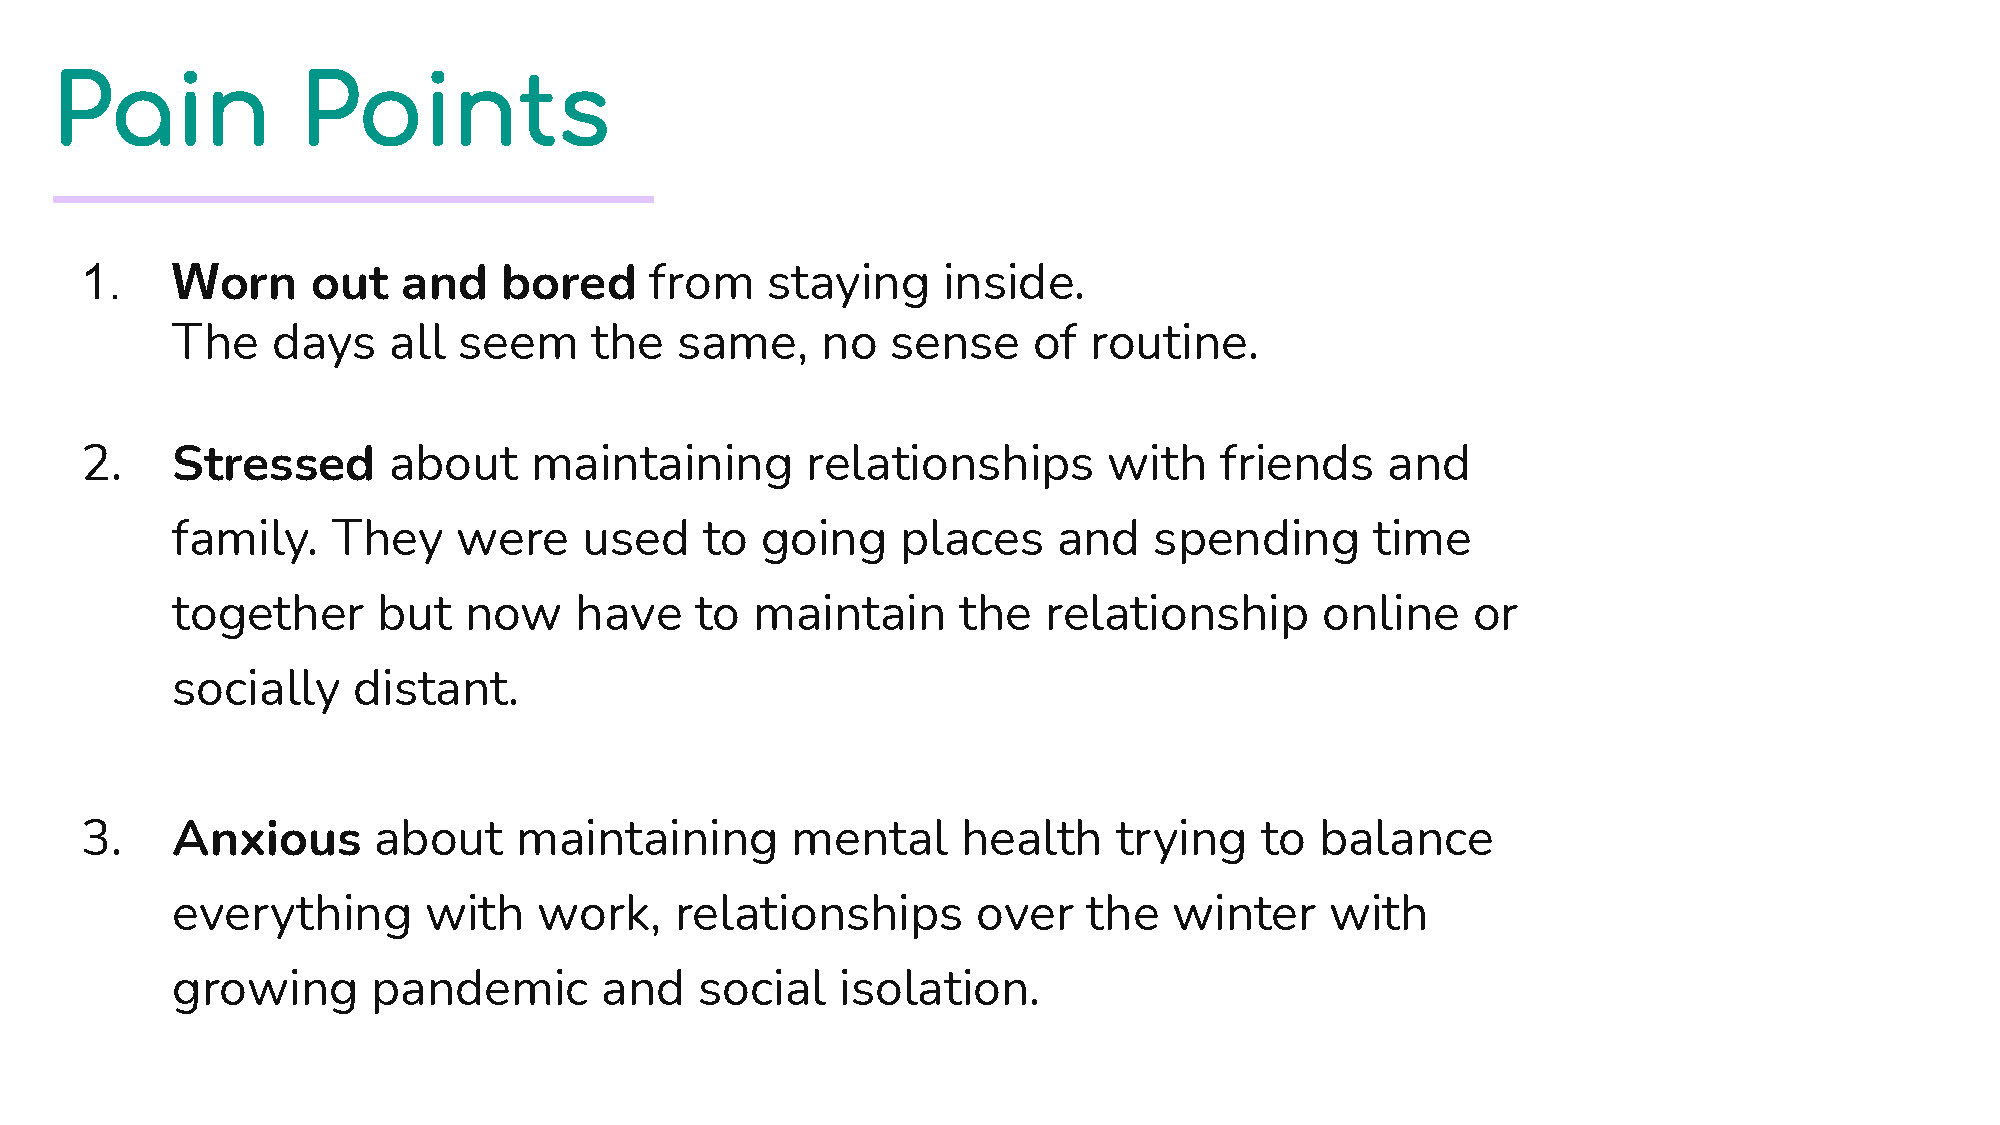 Pain Points
1. Worn out and bored from staying inside.
The days all seem the same, no sense of routine.
2. Stressed about maintaining relationships with friends and
family. They were used to going places and spending time
together but now have to maintain the relationship online or
socially distant.
3. Anxious about maintaining mental health trying to balance
everything with work, relationships over the winter with
growing pandemic and social isolation.